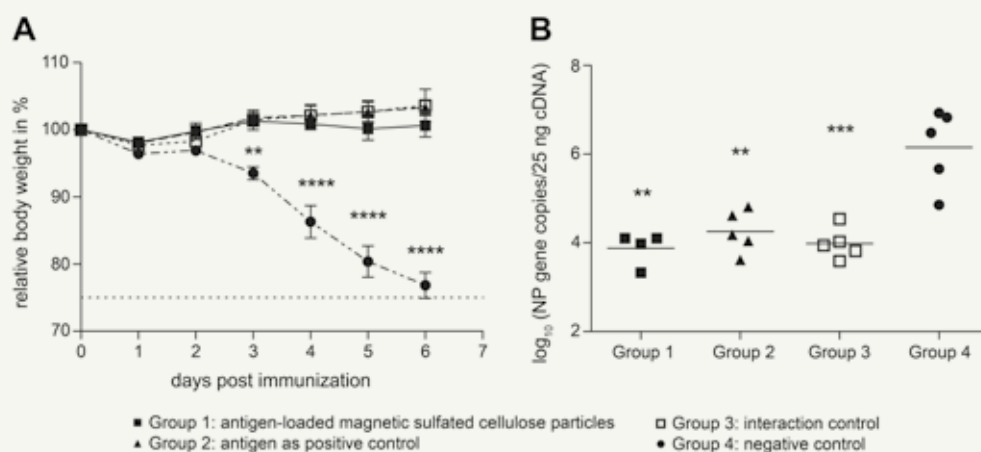 A
110
100
90
80
70
relative body weight in %
** **** **** ****
0 1 2 3 4 5 6 7
days post immunization
B
8
6
4
2
log₁₀ (NP gene copies/25 ng cDNA)
** ** ***
Group 1 Group 2 Group 3 Group 4
Group 1: antigen-loaded magnetic sulfated cellulose particles
Group 2: antigen as positive control
Group 3: interaction control
Group 4: negative control